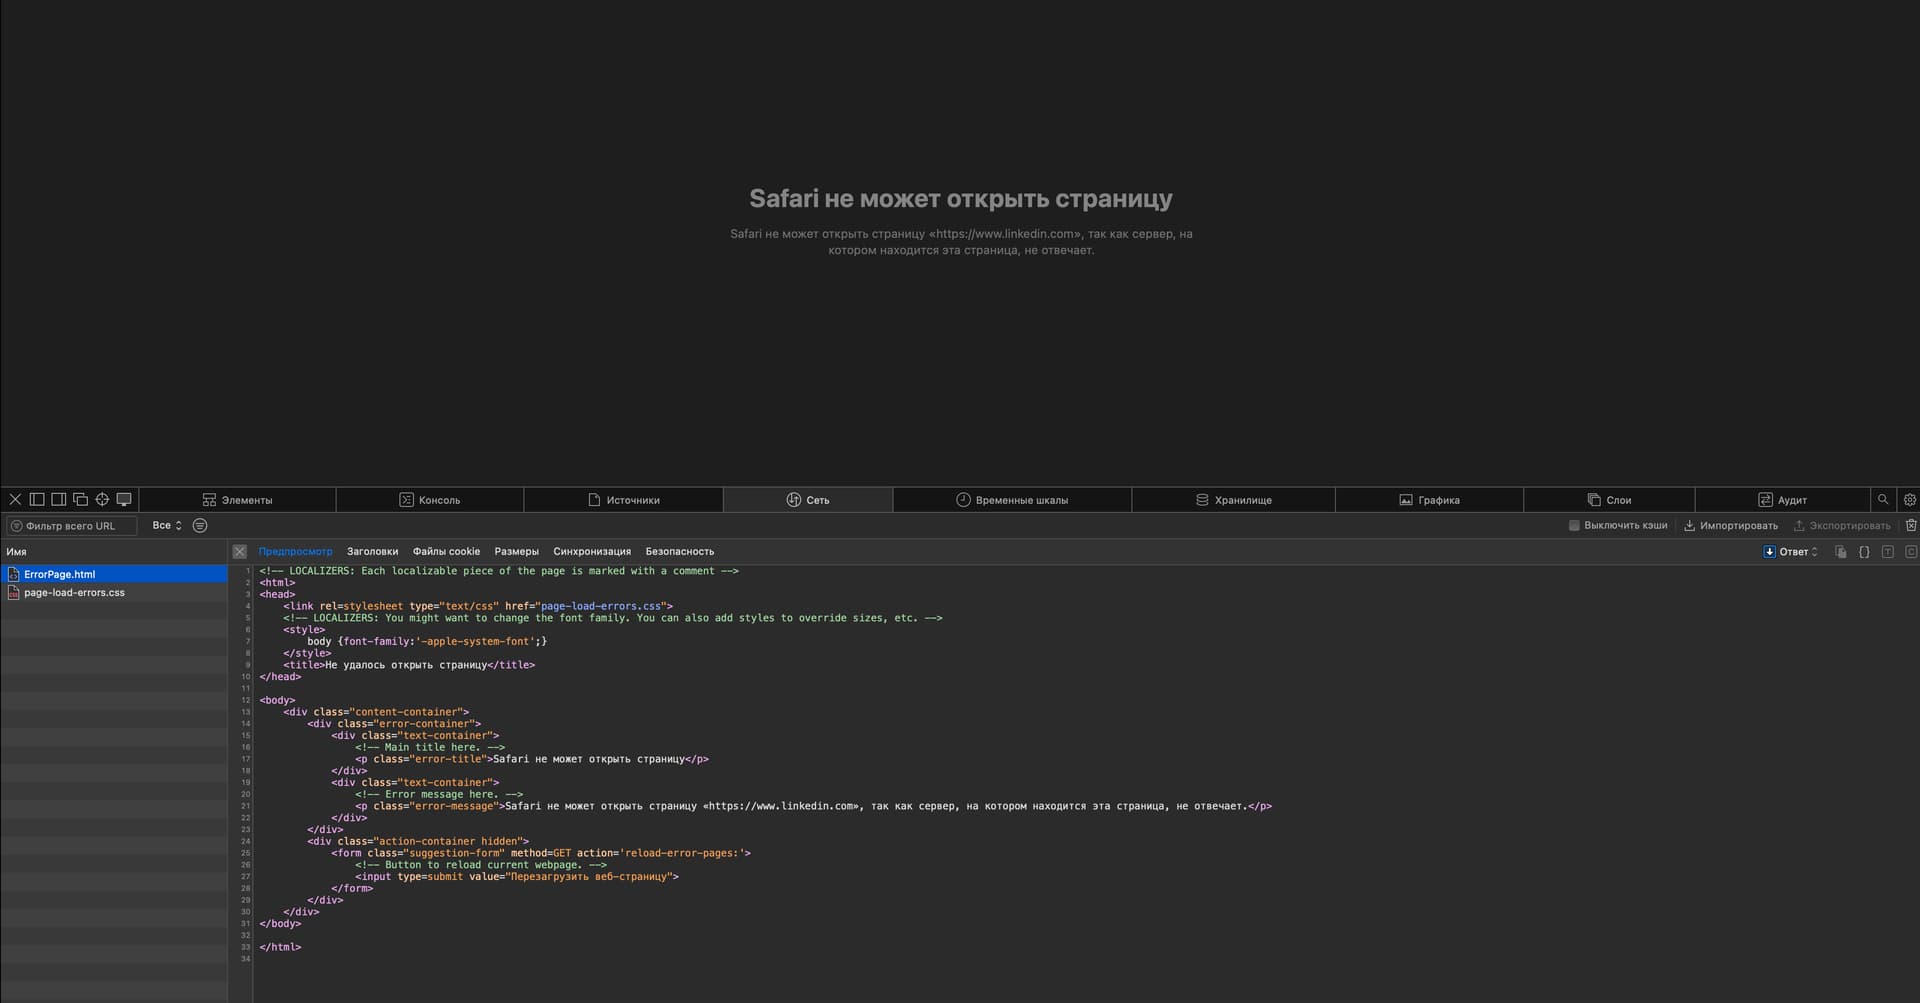 Safari не может открыть страницу
Safari не может открыть страницу «https://www.linkedin.com», так как сервер, на
котором находится эта страница, не отвечает.
Элементы Консоль Источники Сеть Временные шкалы Хранилище Графика Слои Аудит
Фильтр всего URL Все Выключить кэши Импортировать Экспортировать
Имя Предпросмотр Заголовки Файлы cookie Размеры Синхронизация Безопасность Ответ {} T C
ErrorPage.html
page-load-errors.css
1 <!-- LOCALIZERS: Each localizable piece of the page is marked with a comment -->
2 <html>
3 <head>
4 <link rel=stylesheet type="text/css" href="page-load-errors.css">
5 <!-- LOCALIZERS: You might want to change the font family. You can also add styles to override sizes, etc. -->
6 <style>
7 body {font-family:'-apple-system-font';}
8 </style>
9 <title>Не удалось открыть страницу</title>
10 </head>
11
12 <body>
13 <div class="content-container">
14 <div class="error-container">
15 <div class="text-container">
16 <!-- Main title here. -->
17 <p class="error-title">Safari не может открыть страницу</p>
18 </div>
19 <div class="text-container">
20 <!-- Error message here. -->
21 <p class="error-message">Safari не может открыть страницу «https://www.linkedin.com», так как сервер, на котором находится эта страница, не отвечает.</p>
22 </div>
23 </div>
24 <div class="action-container hidden">
25 <form class="suggestion-form" method=GET action='reload-error-pages:'>
26 <!-- Button to reload current webpage. -->
27 <input type=submit value="Перезагрузить веб-страницу">
28 </form>
29 </div>
30 </div>
31 </body>
32
33 </html>
34